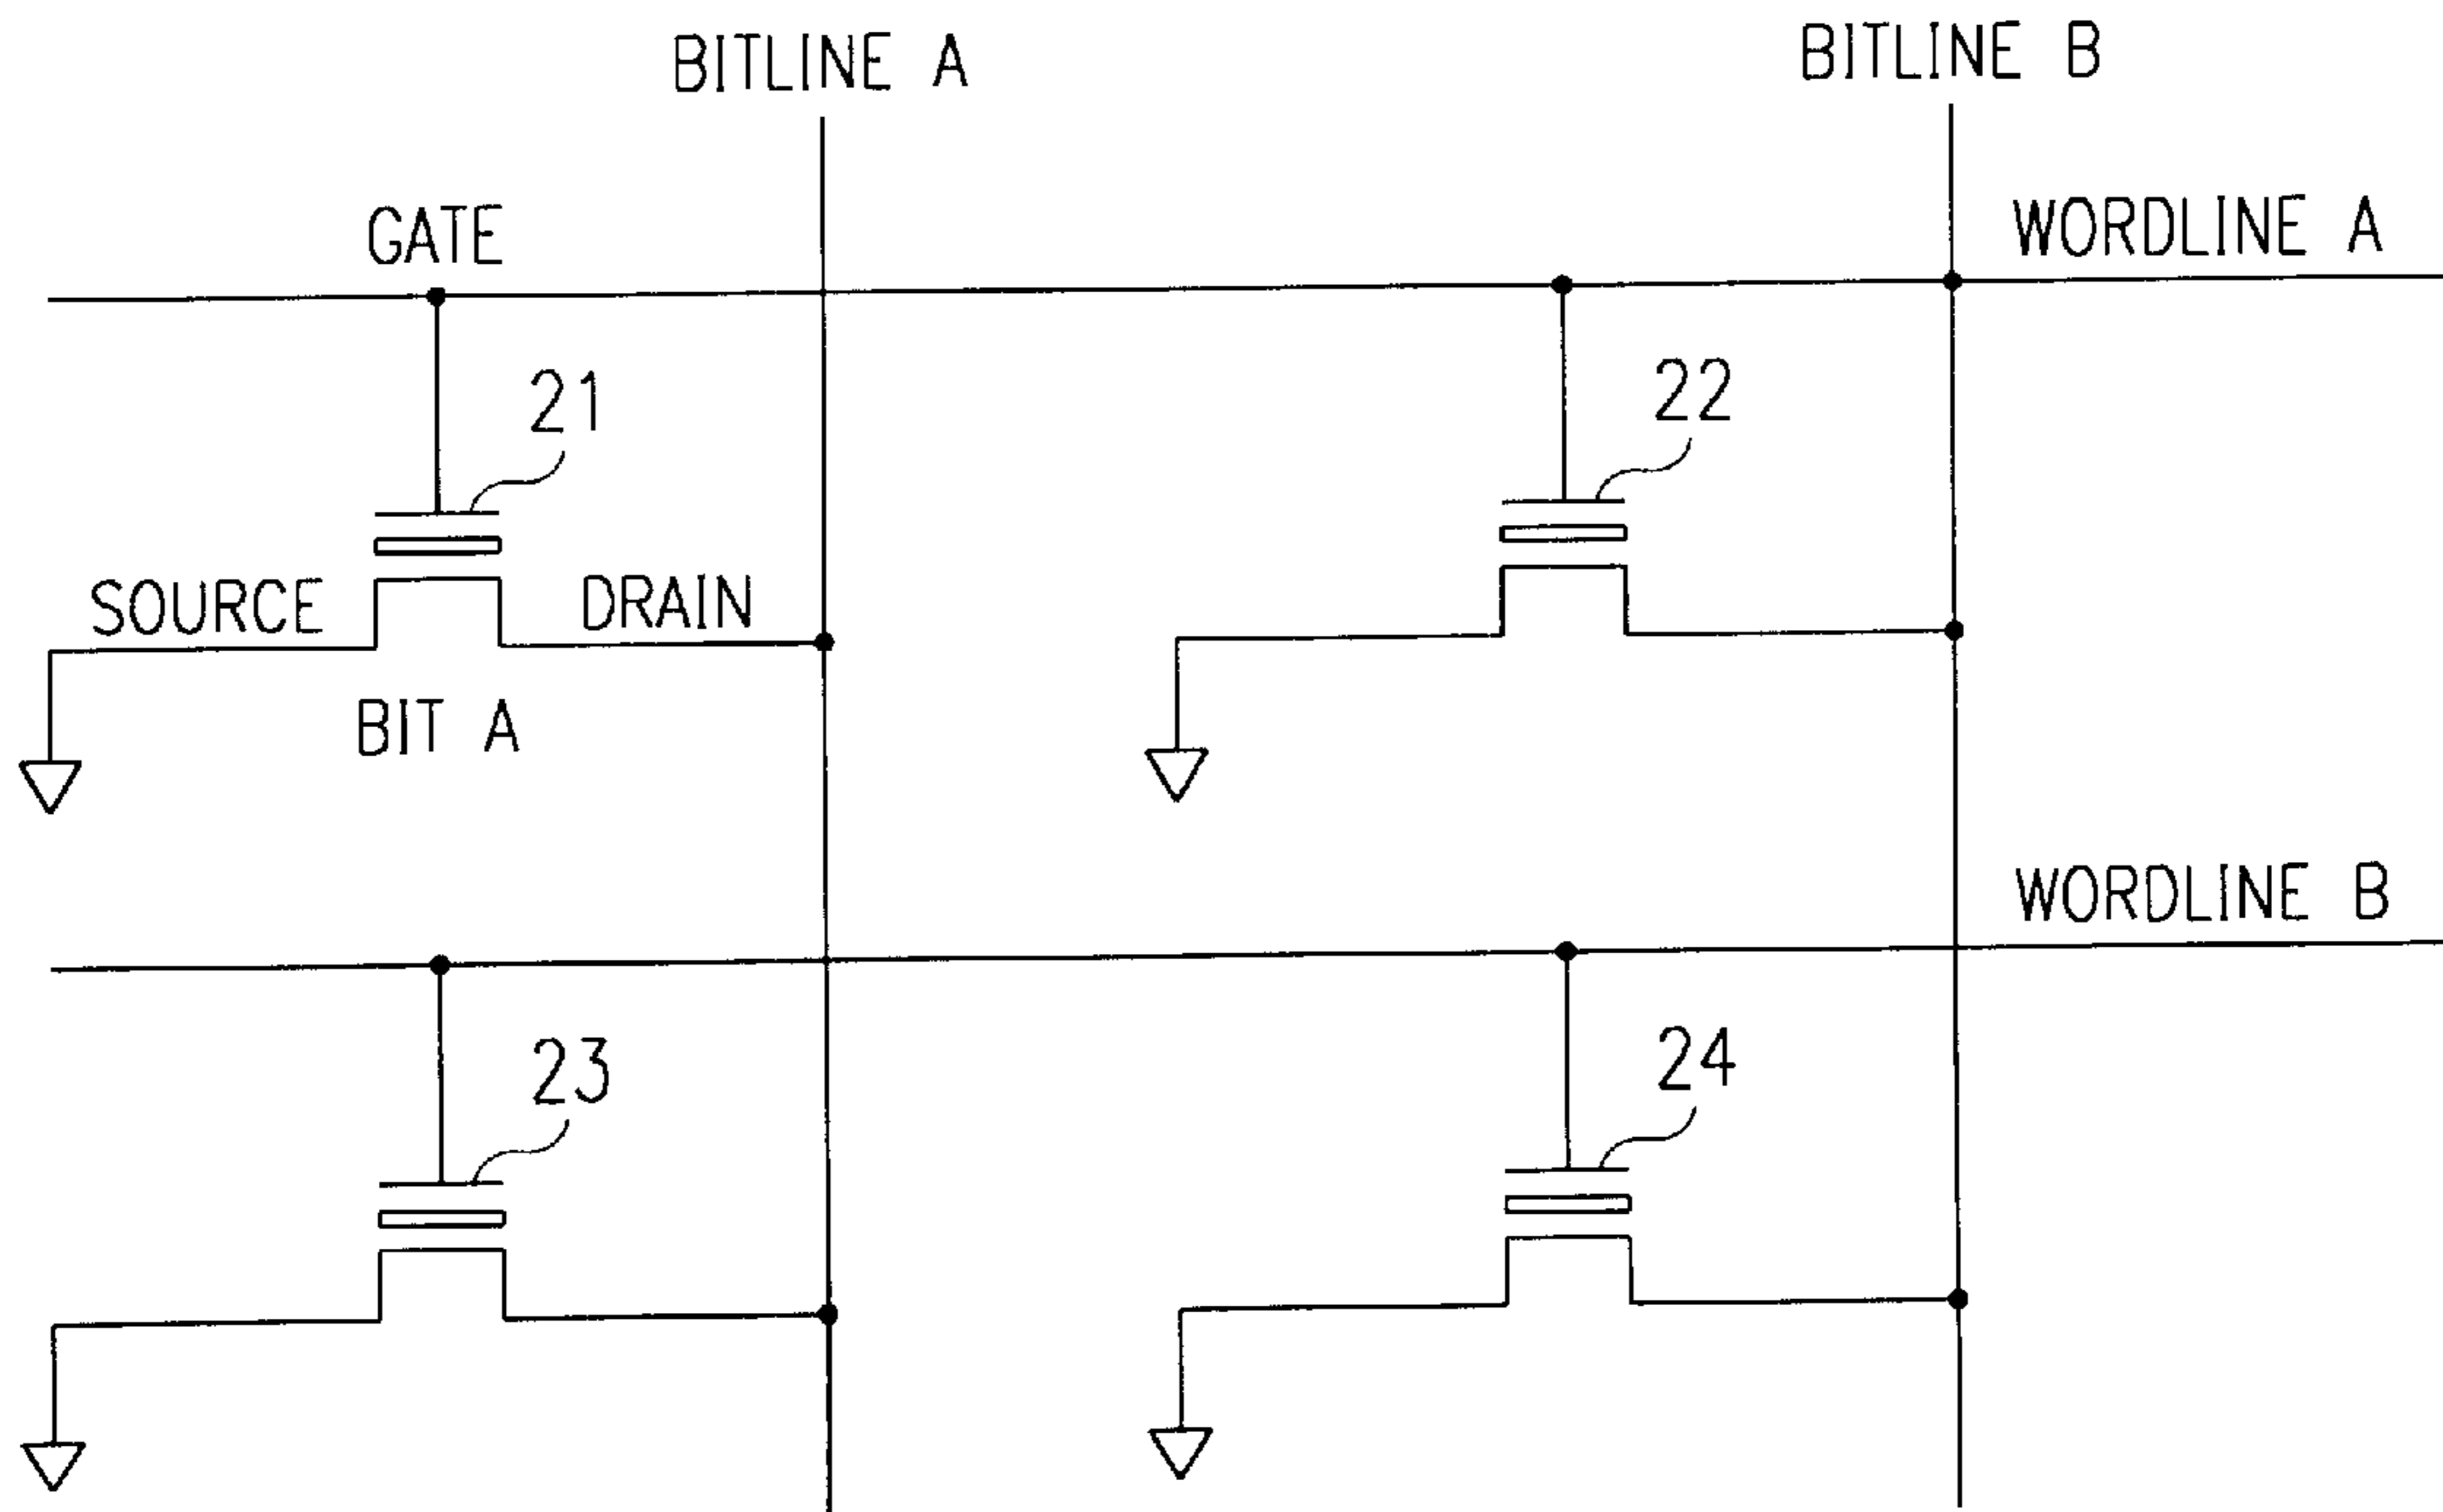 BITLINE A
BITLINE B
GATE
WORDLINE A
21
22
SOURCE
DRAIN
BIT A
WORDLINE B
23
24